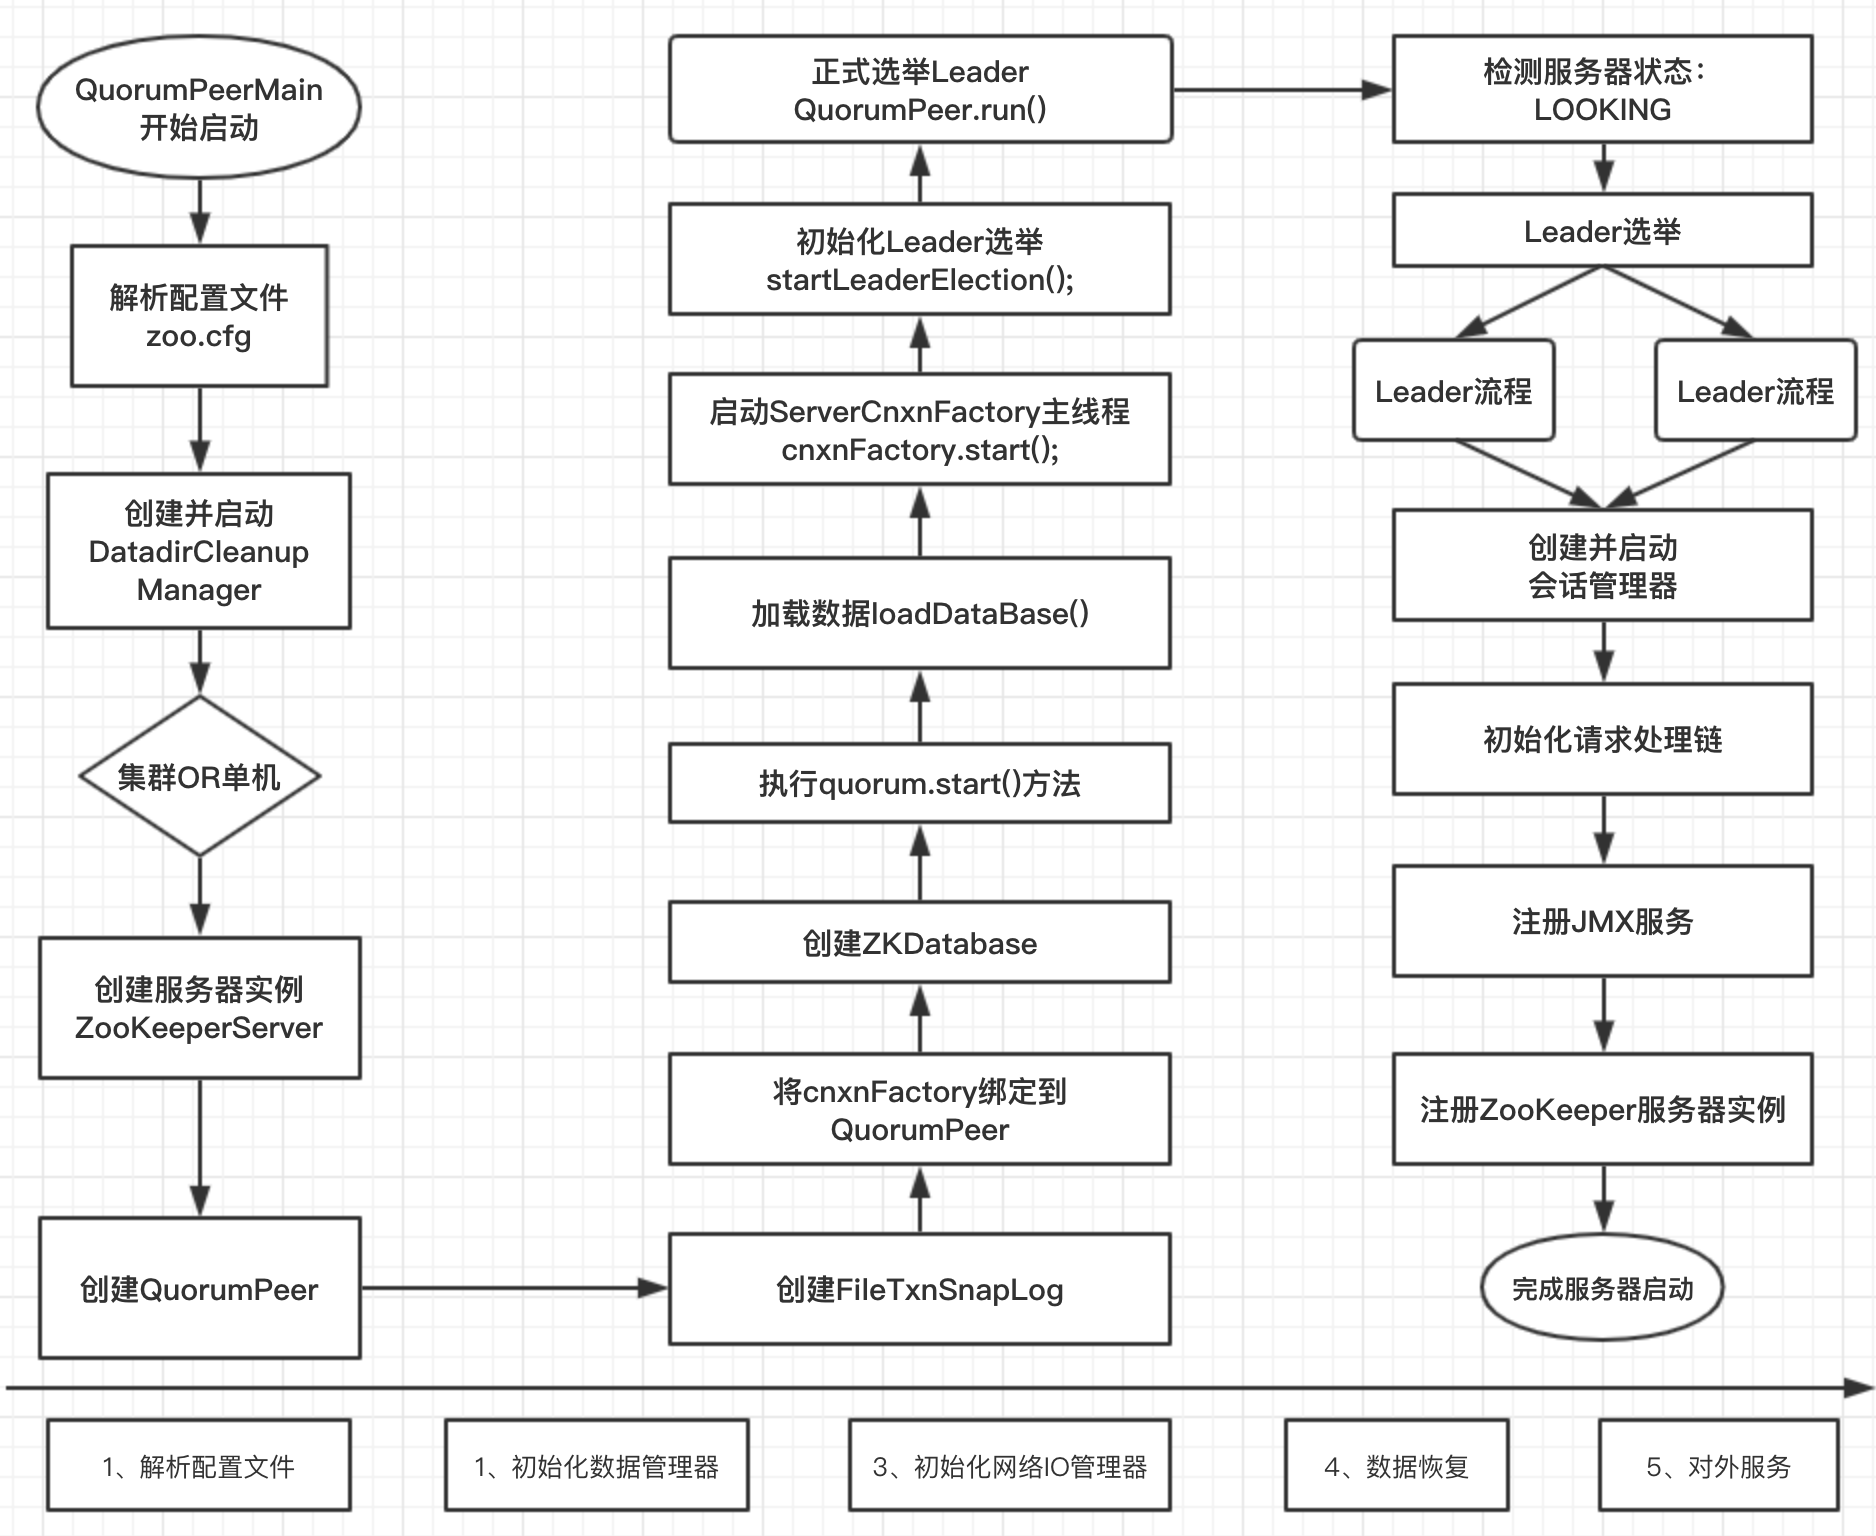 QuorumPeerMain
开始启动
解析配置文件
zoo.cfg
创建并启动
DatadirCleanup
Manager
集群OR单机
创建服务器实例
ZooKeeperServer
创建QuorumPeer
创建FileTxnSnapLog
将cnxnFactory绑定到
QuorumPeer
创建ZKDatabase
执行quorum.start()方法
加载数据loadDataBase()
启动ServerCnxnFactory主线程
cnxnFactory.start();
初始化Leader选举
startLeaderElection();
正式选举Leader
QuorumPeer.run()
检测服务器状态：
LOOKING
Leader选举
Leader流程
Leader流程
创建并启动
会话管理器
初始化请求处理链
注册JMX服务
注册ZooKeeper服务器实例
完成服务器启动
1、解析配置文件
1、初始化数据管理器
3、初始化网络IO管理器
4、数据恢复
5、对外服务